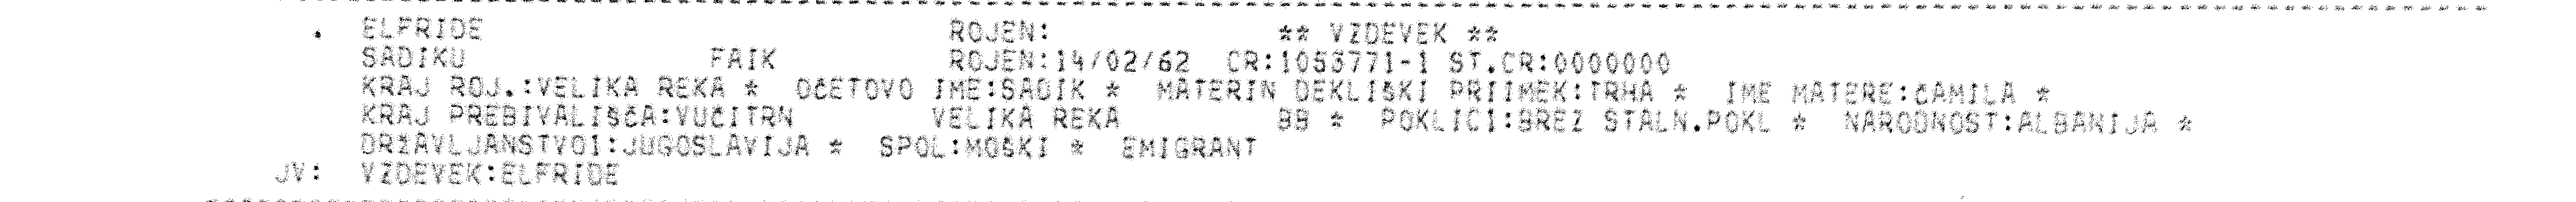 . ELFRIDE ROJEN: ** VZDEVEK **
SADIKU FAIK ROJEN:14/02/62 CR:1053771-1 ST.CR:0000000
KRAJ ROJ.:VELIKA REKA * OČETOVO IME:SADIK * MATERIN DEKLIŠKI PRIIMEK:TRHA * IME MATERE:ČAMILA *
KRAJ PREBIVALIŠČA:VUČITRN VELIKA REKA BB * POKLIC1:BREZ STALN.POKL * NARODNOST:ALBANIJA *
DRŽAVLJANSTVO1:JUGOSLAVIJA * SPOL:MOŠKI * EMIGRANT
JV: VZDEVEK:ELFRIDE